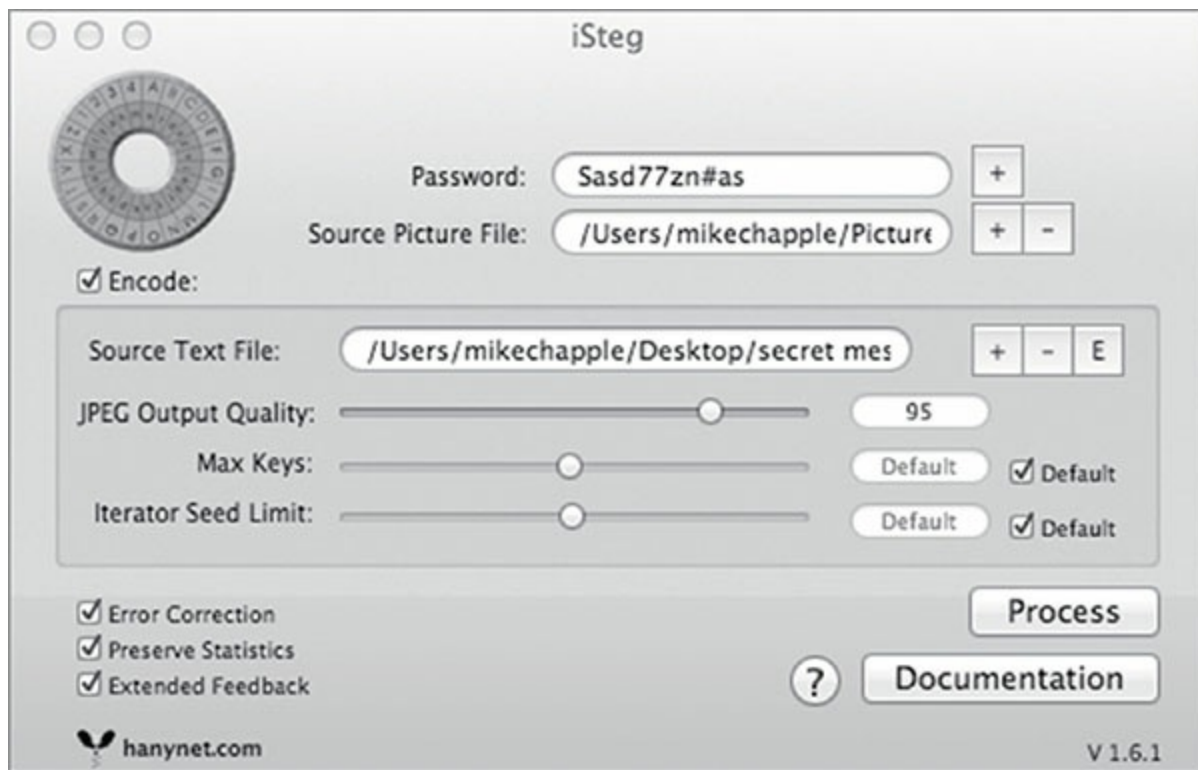 iSteg
Password: Sasd77zn#as +
Source Picture File: /Users/mikechapple/Picture + -
Encode:
Source Text File: /Users/mikechapple/Desktop/secret mes + - E
JPEG Output Quality: 95
Max Keys: Default Default
Iterator Seed Limit: Default Default
Error Correction
Process
Preserve Statistics
Extended Feedback
? Documentation
hanynet.com
V 1.6.1